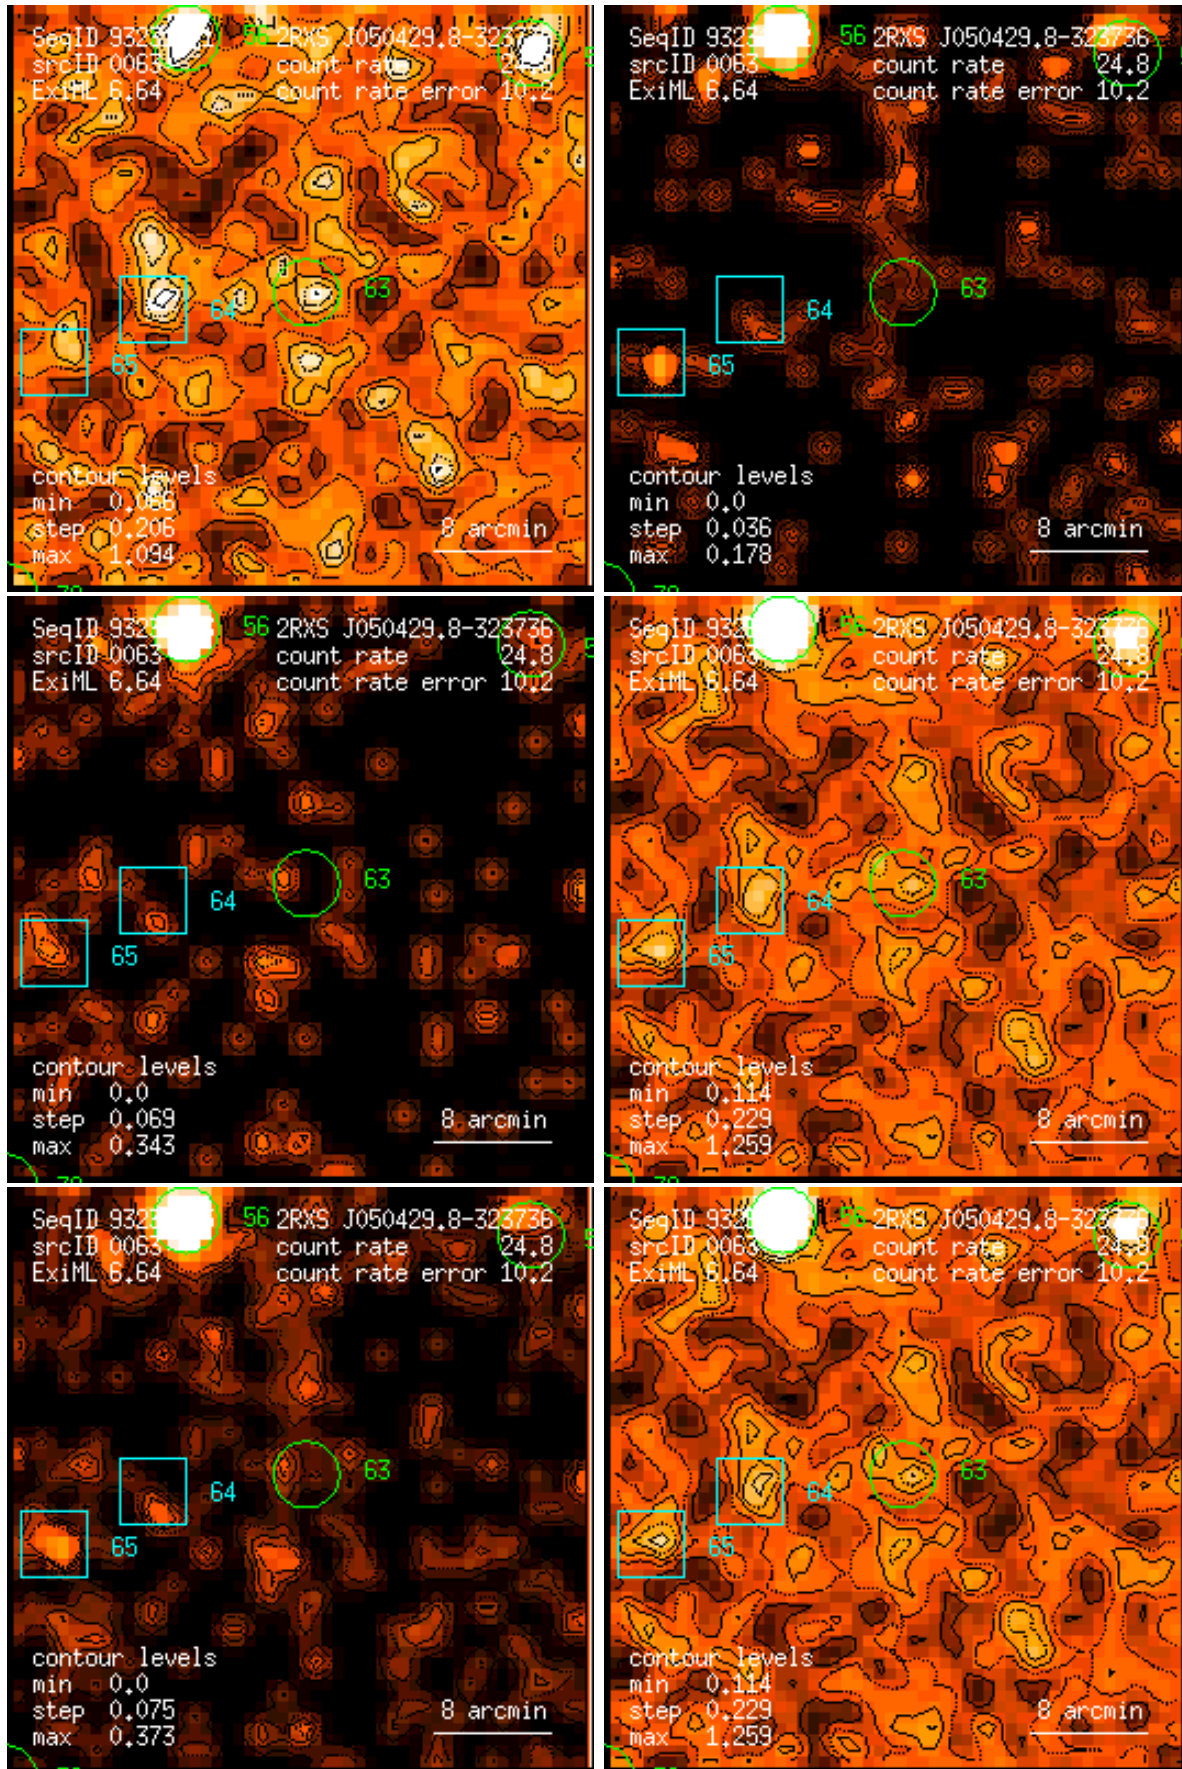 SeqID 932 56 2RXS J050429.8-323736
srcID 0063 count rate 24.8
ExiML 6.64 count rate error 10.2
63
64
65
contour levels
min 0.066
step 0.206 8 arcmin
max 1.094
SeqID 932 56 2RXS J050429.8-323736
srcID 0063 count rate 24.8
ExiML 6.64 count rate error 10.2
63
64
65
contour levels
min 0.0
step 0.036 8 arcmin
max 0.178
SeqID 932 56 2RXS J050429.8-323736
srcID 0063 count rate 24.8
ExiML 6.64 count rate error 10.2
63
64
65
contour levels
min 0.0
step 0.069 8 arcmin
max 0.343
SeqID 932 56 2RXS J050429.8-323736
srcID 0063 count rate 24.8
ExiML 6.64 count rate error 10.2
63
64
65
contour levels
min 0.114
step 0.229 8 arcmin
max 1.259
SeqID 932 56 2RXS J050429.8-323736
srcID 0063 count rate 24.8
ExiML 6.64 count rate error 10.2
63
64
65
contour levels
min 0.0
step 0.075 8 arcmin
max 0.373
SeqID 932 56 2RXS J050429.8-323736
srcID 0063 count rate 24.8
ExiML 6.64 count rate error 10.2
63
64
65
contour levels
min 0.114
step 0.229 8 arcmin
max 1.259